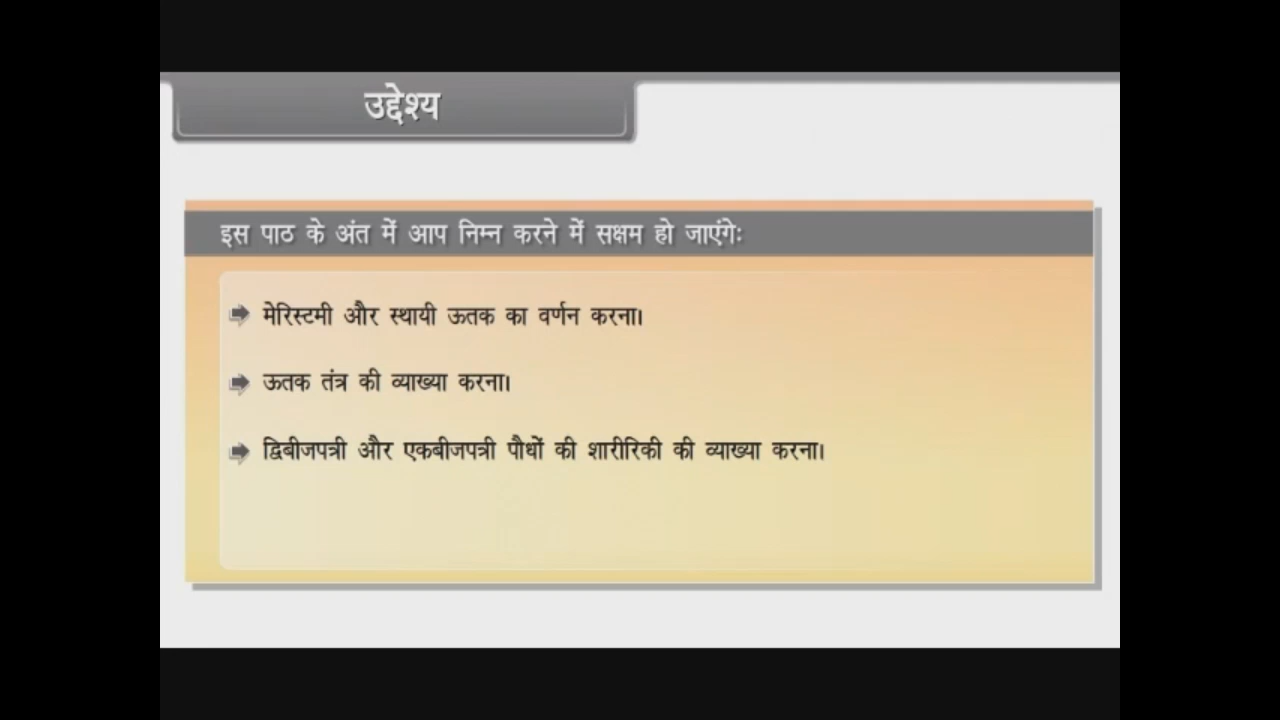 उद्देश्य
इस पाठ के अंत में आप निम्न करने में सक्षम हो जाएंगेः
मेरिस्टमी और स्थायी ऊतक का वर्णन करना।
ऊतक तंत्र की व्याख्या करना।
द्विबीजपत्री और एकबीजपत्री पौधों की शारीरिकी की व्याख्या करना।